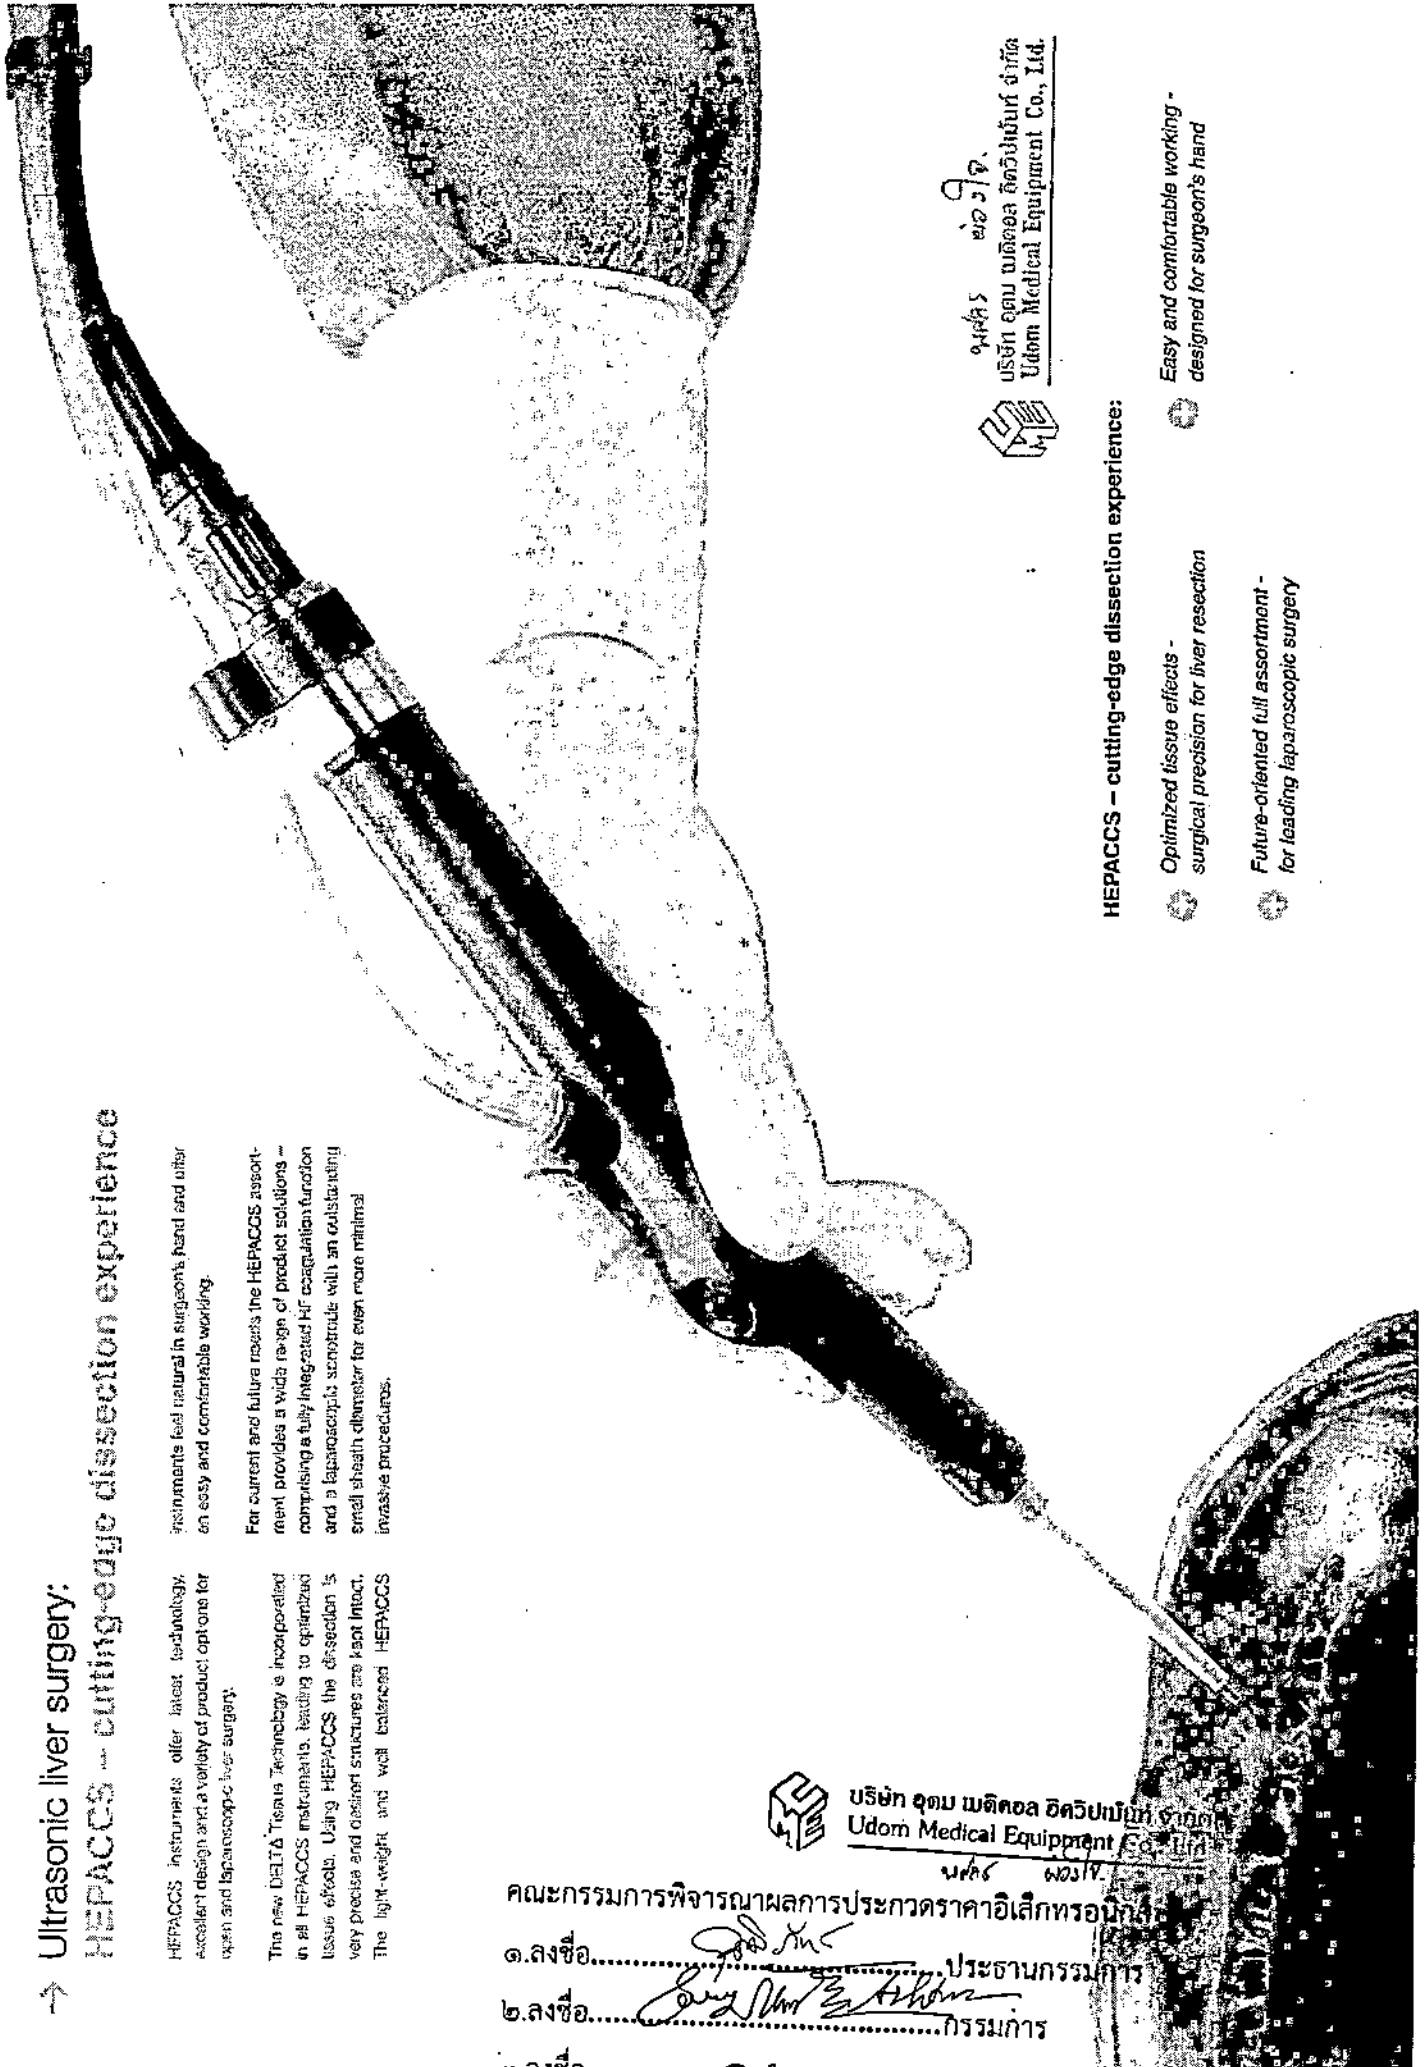 → Ultrasonic liver surgery:
HEPACCS – cutting-edge dissection experience
HEPACCS instruments offer latest technology,
excellent design and a variety of product options for
open and laparoscopic liver surgery.
The new DELTA Tissue Technology is incorporated
in all HEPACCS instruments, leading to optimized
tissue effects. Using HEPACCS the dissection is
very precise and desired structures are kept intact.
The light-weight and well balanced HEPACCS
instruments feel natural in surgeon's hand and offer
an easy and comfortable working.
For current and future needs the HEPACCS assort-
ment provides a wide range of product solutions –
comprising a fully integrated HF coagulation function
and a laparoscopic sonotrode with an outstanding
small sheath diameter for even more minimal
invasive procedures.
UME
บริษัท อุดม เมดิคอล อิควิปเม้นท์ จำกัด
Udom Medical Equipment Co., Ltd.
HEPACCS – cutting-edge dissection experience:
Optimized tissue effects -
surgical precision for liver resection
Easy and comfortable working -
designed for surgeon's hand
Future-oriented full assortment -
for leading laparoscopic surgery
UME
บริษัท อุดม เมดิคอล อิควิปเม้นท์ จำกัด
Udom Medical Equipment Co., Ltd.
คณะกรรมการพิจารณาผลการประกวดราคาอิเล็กทรอนิกส์
๑.ลงชื่อ..............................ประธานกรรมการ
๒.ลงชื่อ..............................กรรมการ